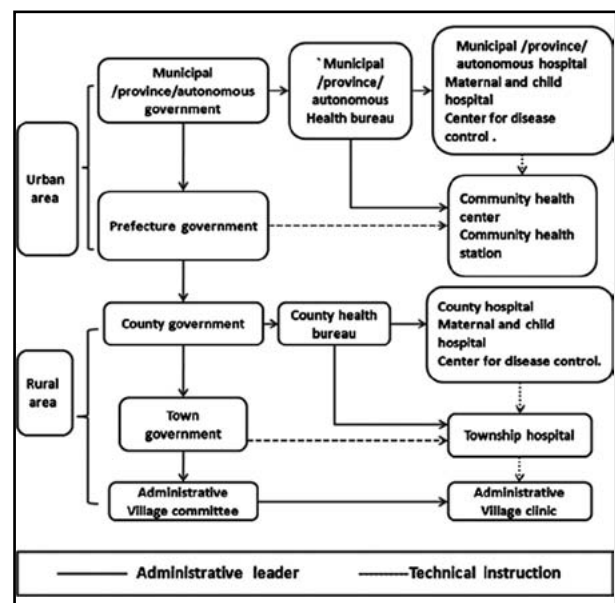 Municipal
/province/autonomous
government
`Municipal
/province/
autonomous
Health bureau
Municipal /province/
autonomous hospital
Maternal and child
hospital
Center for disease
control .
Urban
area
Prefecture government
Community health
center
Community health
station
County government
County health
bureau
County hospital
Maternal and child
hospital
Center for disease control.
Rural
area
Town
government
Township hospital
Administrative
Village committee
Administrative
Village clinic
Administrative leader
Technical instruction